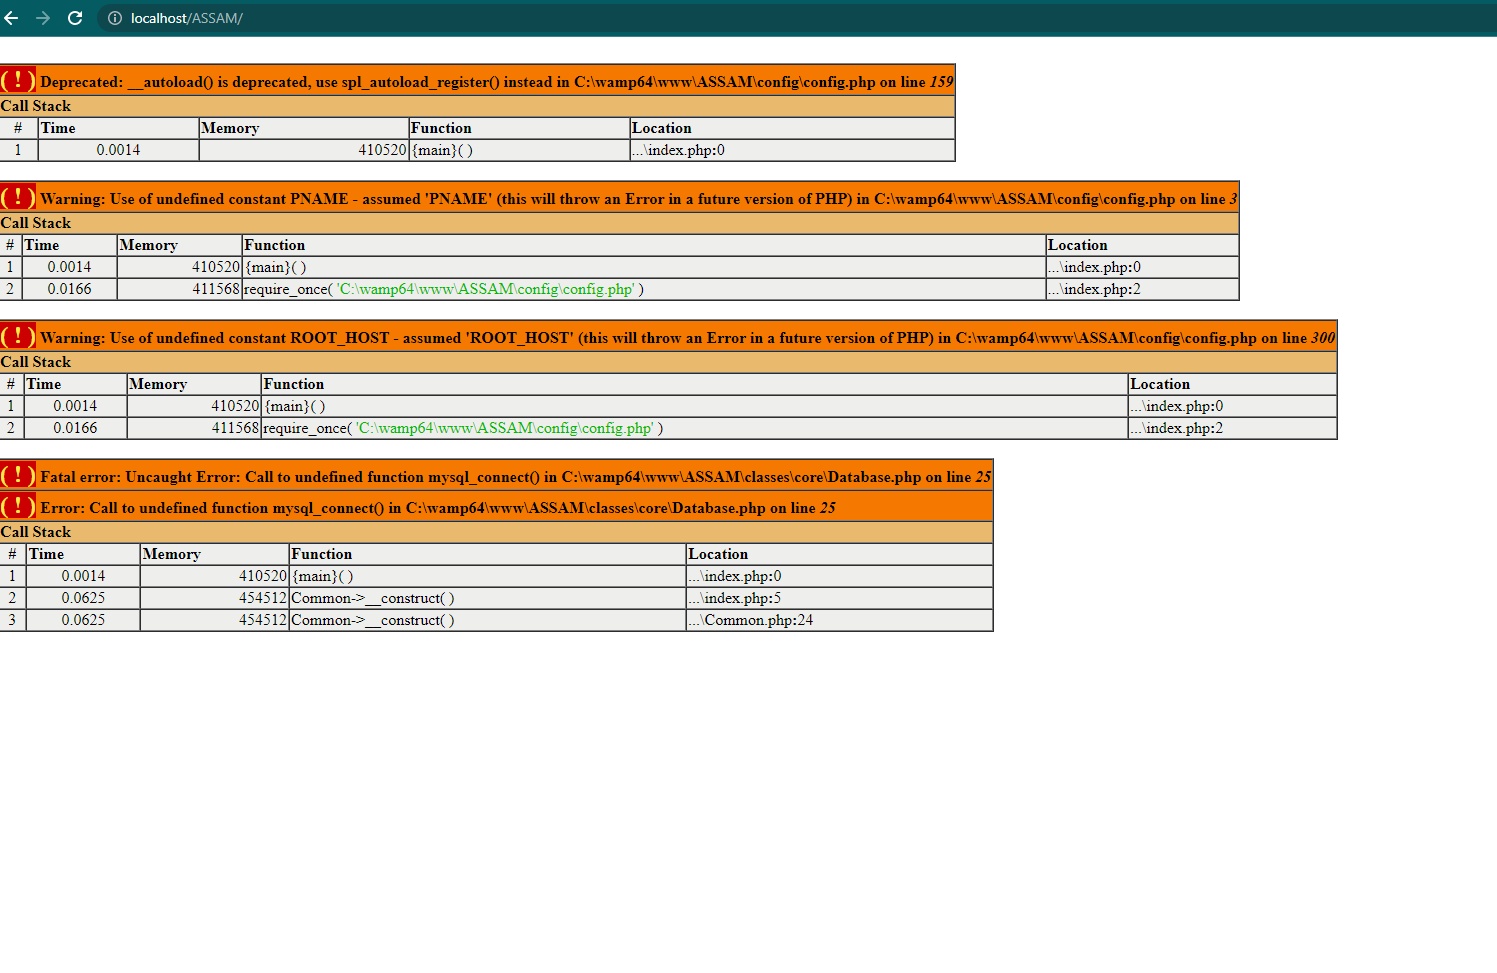 localhost/ASSAM/
( ! ) Deprecated: __autoload() is deprecated, use spl_autoload_register() instead in C:\wamp64\www\ASSAM\config\config.php on line 159
Call Stack
# Time Memory Function Location
1 0.0014 410520 {main}( ) ...\index.php:0
( ! ) Warning: Use of undefined constant PNAME - assumed 'PNAME' (this will throw an Error in a future version of PHP) in C:\wamp64\www\ASSAM\config\config.php on line 3
Call Stack
# Time Memory Function Location
1 0.0014 410520 {main}( ) ...\index.php:0
2 0.0166 411568 require_once( 'C:\wamp64\www\ASSAM\config\config.php' ) ...\index.php:2
( ! ) Warning: Use of undefined constant ROOT_HOST - assumed 'ROOT_HOST' (this will throw an Error in a future version of PHP) in C:\wamp64\www\ASSAM\config\config.php on line 300
Call Stack
# Time Memory Function Location
1 0.0014 410520 {main}( ) ...\index.php:0
2 0.0166 411568 require_once( 'C:\wamp64\www\ASSAM\config\config.php' ) ...\index.php:2
( ! ) Fatal error: Uncaught Error: Call to undefined function mysql_connect() in C:\wamp64\www\ASSAM\classes\core\Database.php on line 25
( ! ) Error: Call to undefined function mysql_connect() in C:\wamp64\www\ASSAM\classes\core\Database.php on line 25
Call Stack
# Time Memory Function Location
1 0.0014 410520 {main}( ) ...\index.php:0
2 0.0625 454512 Common->__construct( ) ...\index.php:5
3 0.0625 454512 Common->__construct( ) ...\Common.php:24